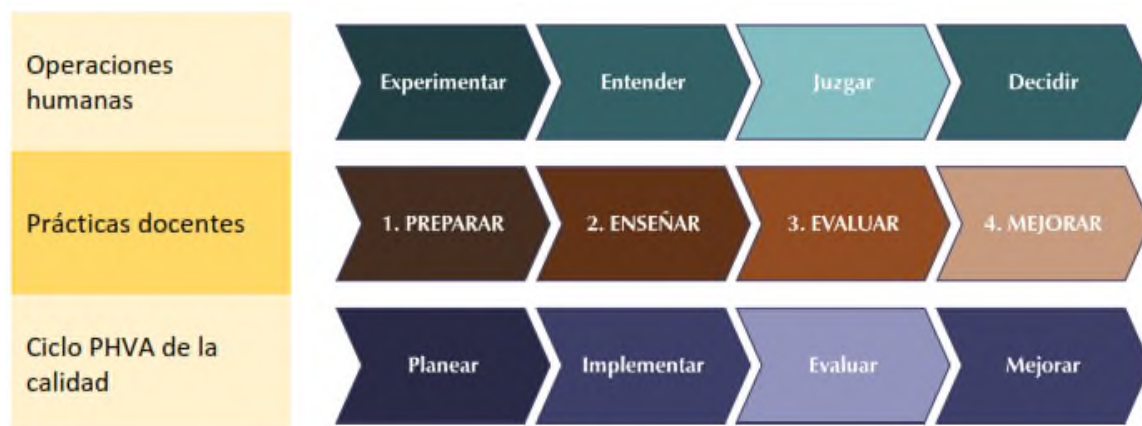 Operaciones
humanas
Experimentar
Entender
Juzgar
Decidir
Prácticas docentes
1. PREPARAR
2. ENSEÑAR
3. EVALUAR
4. MEJORAR
Ciclo PHVA de la
calidad
Planear
Implementar
Evaluar
Mejorar